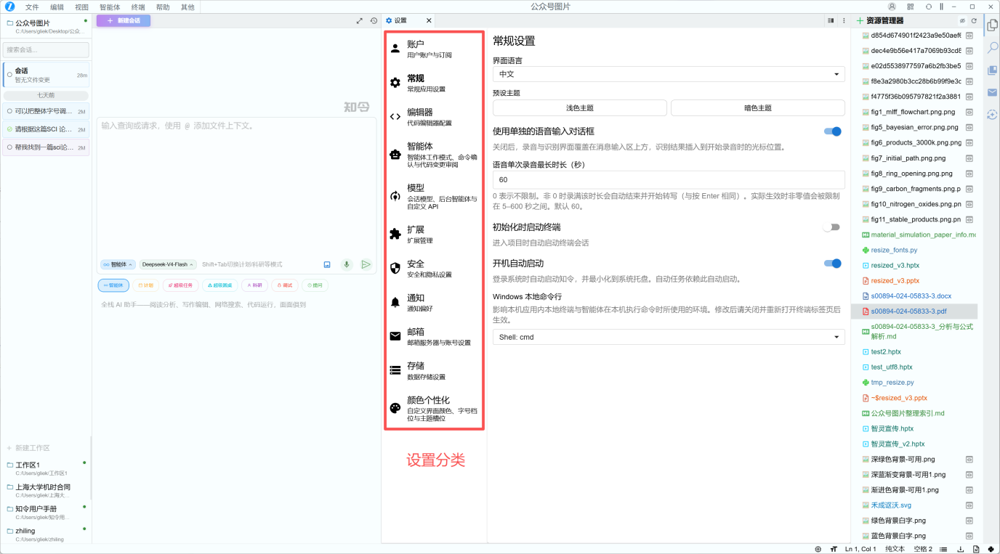 文件 编辑 视图 智能体 终端 帮助 其他
公众号图片
公众号图片
C:/Users/gliek/Desktop/公众...
搜索会话...
会话
暂无文件变更
28m
七天前
可以把整体字号调... 2M
请根据这篇SCI 论... 2M
帮我找到一篇sci论... 2M
+ 新建工作区
工作区1
C:/Users/gliek/工作区1
上海大学机时合同
C:/Users/gliek/上海大...
知令用户手册
C:/Users/gliek/知令用...
zhiling
C:/Users/gliek/zhiling
+ 新建会话
知令
输入查询或请求，使用 @ 添加文件上下文。
智能体
Deepseek-V4-Flash
Shift+Tab切换计划/科研等模式
智能体 计划 超级任务 超级调度 科研 调试 提问
全栈 AI 助手——阅读分析、写作编辑、网络搜索、代码运行，面面俱到
设置
账户
用户账户与订阅
常规
常规应用设置
编辑器
代码编辑器配置
智能体
智能体工作模式、命令确
认与代码变更审阅
模型
会话模型、后台智能体与
自定义 API
扩展
扩展管理
安全
安全和隐私设置
通知
通知偏好
邮箱
邮箱服务器与账号设置
存储
数据存储设置
颜色个性化
自定义界面颜色、字号档
位与主题槽位
设置分类
常规设置
界面语言
中文
预设主题
浅色主题
暗色主题
使用单独的语音输入对话框
关闭后，录音与识别界面覆盖在消息输入区上方，识别结果插入到开始录音时的光标位置。
语音单次录音最长时长（秒）
60
0 表示不限制。非 0 时录满该时长会自动结束并开始转写（与按 Enter 相同）。实际生效时非零值会被限制
在 5–600 秒之间。默认 60。
初始化时启动终端
进入项目时自动启动终端会话
开机自动启动
登录系统时自动启动知令，并最小化到系统托盘。自动任务依赖此自动启动。
Windows 本地命令行
影响本机应用内本地终端与智能体在本机执行命令时所使用的环境。修改后请关闭并重新打开终端标签页后
生效。
Shell: cmd
资源管理器
d854d674901f2423a9e50aef6
dec4e9b56e417a7069b93cd8
e02d5538977597a6b2fb3be5
f8e3a2980b3cc28b6b99f9e3c
f4775f36b095797821f2a3881
fig1_mlff_flowchart.png.png
fig5_bayesian_error.png.png
fig6_products_3000k.png.png
fig7_initial_path.png.png
fig8_ring_opening.png.png
fig9_carbon_fragments.png.p
fig10_nitrogen_oxides.png.pn
fig11_stable_products.png.pn
material_simulation_paper_info.mc
resize_fonts.py
resized_v3.hptx
resized_v3.pptx
s00894-024-05833-3.docx
s00894-024-05833-3.pdf
s00894-024-05833-3_分析与公式
解析.md
test2.hptx
test_utf8.hptx
tmp_resize.py
~$resized_v3.pptx
公众号图片整理索引.md
智灵宣传.hptx
智灵宣传_v2.hptx
深绿色背景-可用.png
深蓝渐变背景-可用1.png
渐进色背景-可用1.png
禾成讴沃.svg
绿色背景白字.png
蓝色背景白字.png
Ln 1, Col 1 纯文本 空格 2